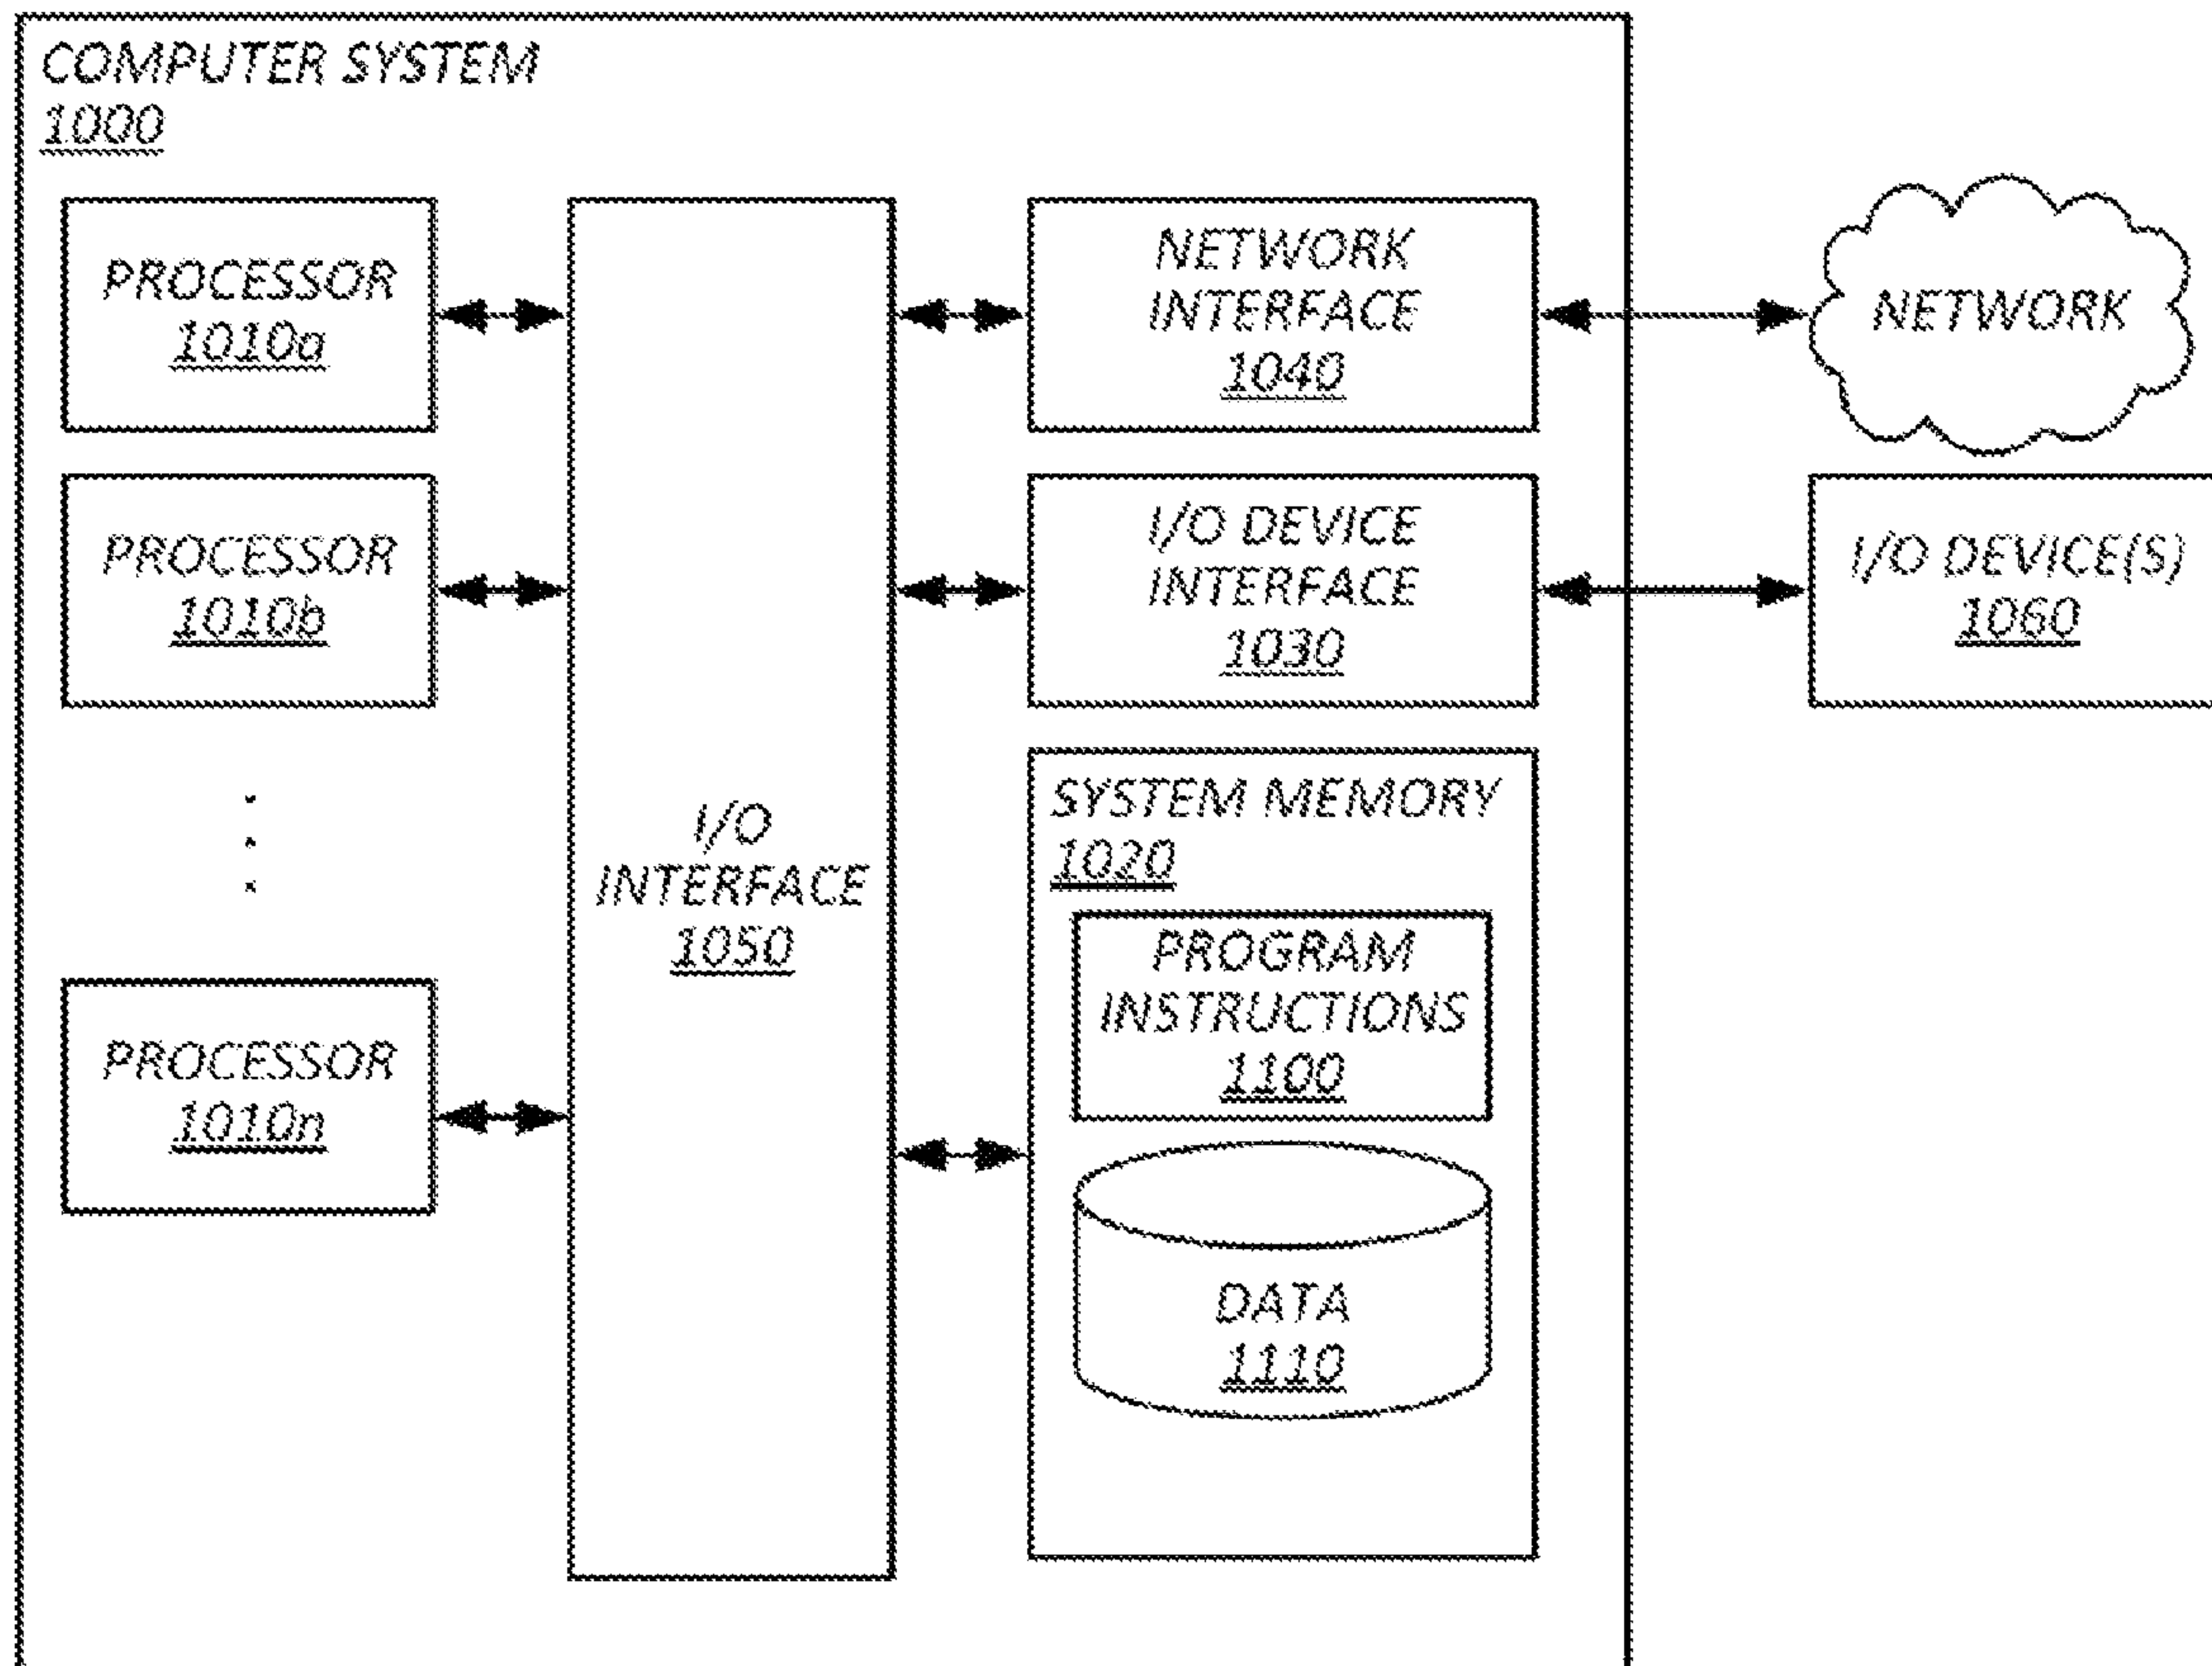 COMPUTER SYSTEM
1000
PROCESSOR
1010a
PROCESSOR
1010b
PROCESSOR
1010n
I/O
INTERFACE
1050
NETWORK
INTERFACE
1040
I/O DEVICE
INTERFACE
1030
SYSTEM MEMORY
1020
PROGRAM
INSTRUCTIONS
1100
DATA
1110
NETWORK
I/O DEVICE(S)
1060